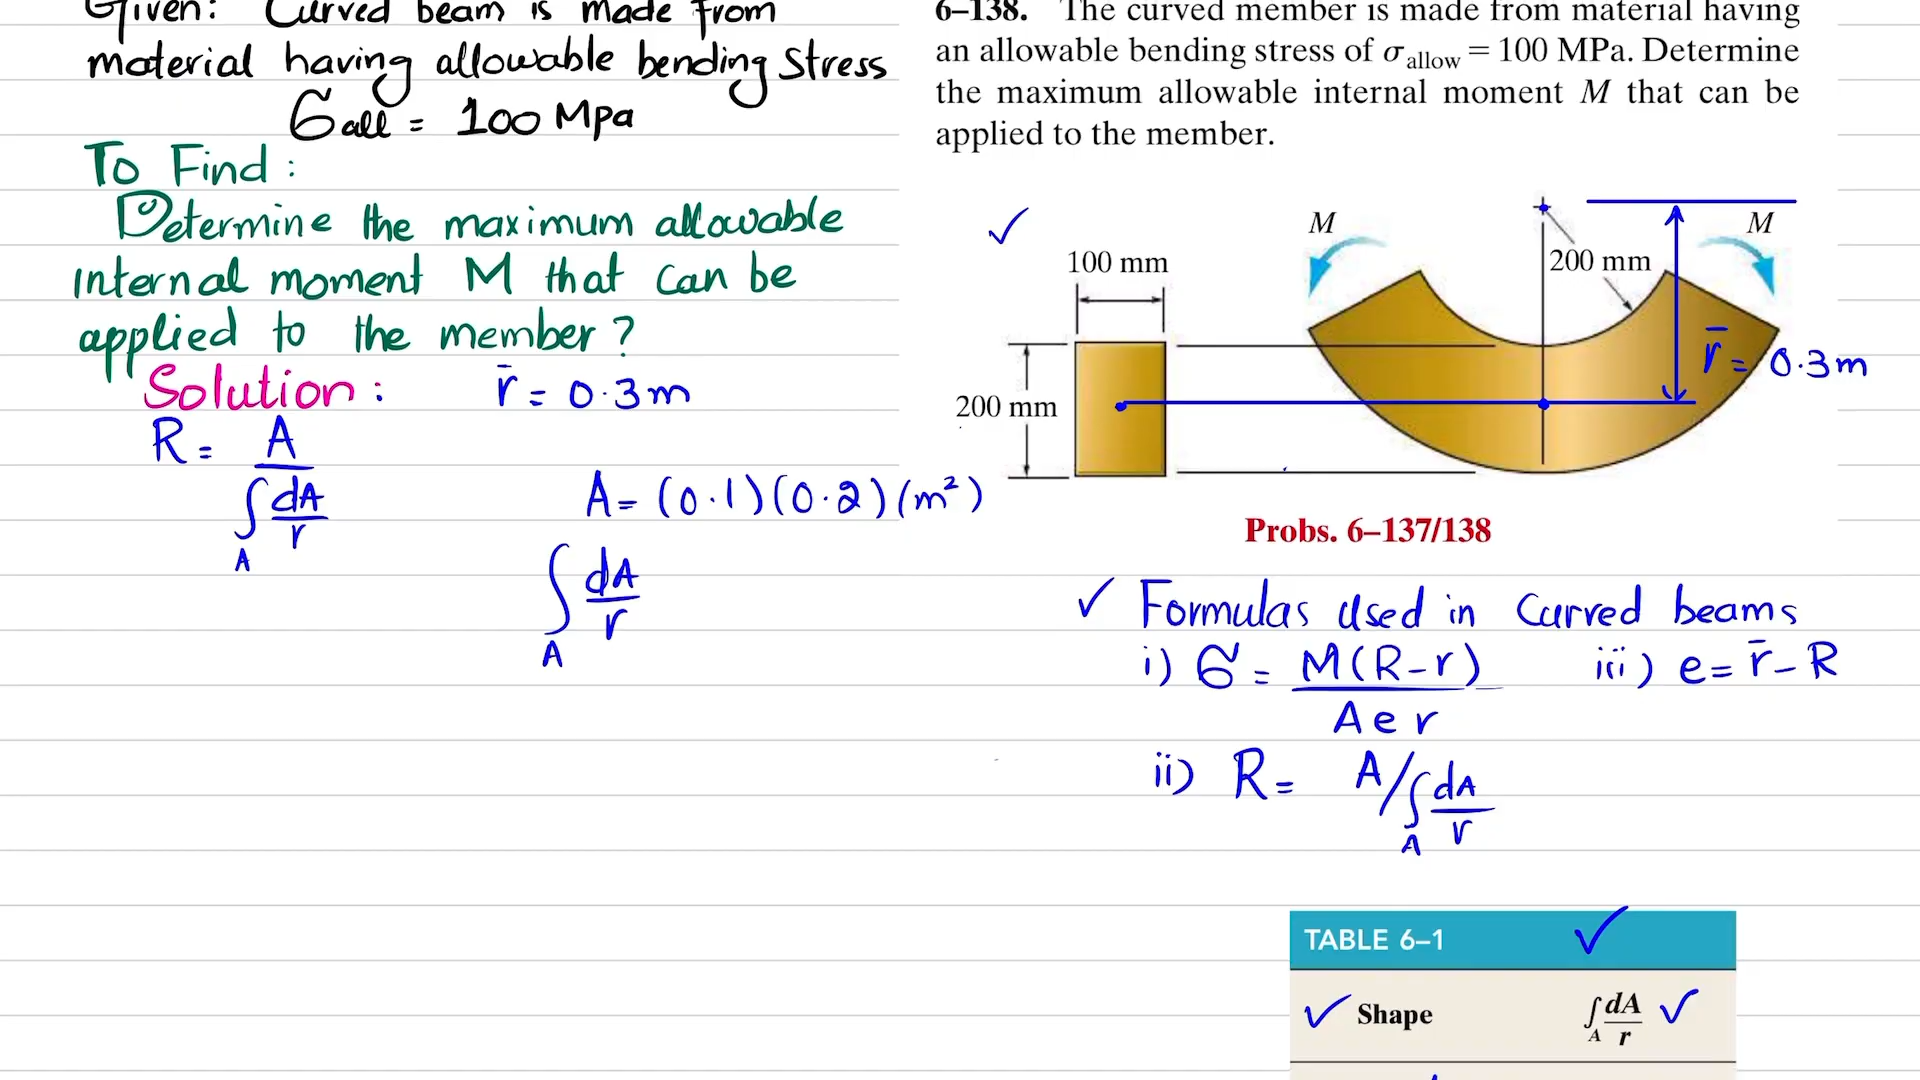 Given: Curved beam is made from
material having allowable bending stress
σall = 100 Mpa
To Find :
Determine the maximum allowable
internal moment M that can be
applied to the member ?
Solution :
r̄ = 0.3m
R = A / ∫A dA/r
A = (0.1)(0.2)(m²)
∫A dA/r
6–138. The curved member is made from material having
an allowable bending stress of σallow = 100 MPa. Determine
the maximum allowable internal moment M that can be
applied to the member.
✓
M
M
100 mm
200 mm
200 mm
r̄ = 0.3m
Probs. 6–137/138
✓ Formulas used in Curved beams
i) σ = M(R-r) / Aer
iii) e = r̄ - R
ii) R = A/∫A dA/r
TABLE 6–1 ✓
✓ Shape ∫A dA/r ✓